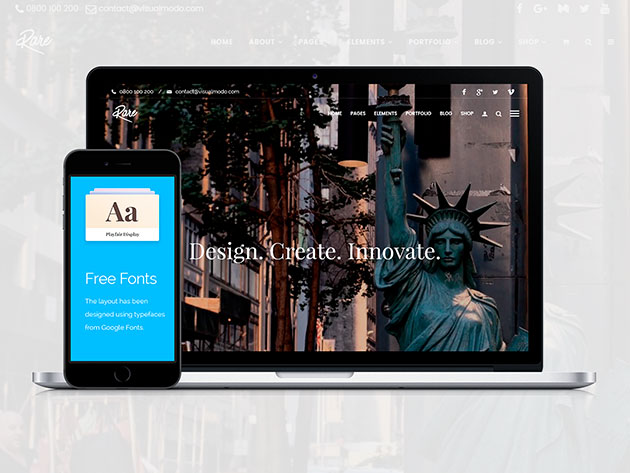 0800 100 200 contact@visualmodo.com
Rare
HOME ABOUT PAGES ELEMENTS PORTFOLIO BLOG SHOP
0800 100 200 // contact@visualmodo.com
Rare
HOME PAGES ELEMENTS PORTFOLIO BLOG SHOP
Design. Create. Innovate.
Aa
Playfair Display
Free Fonts
The layout has been
designed using typefaces
from Google Fonts.